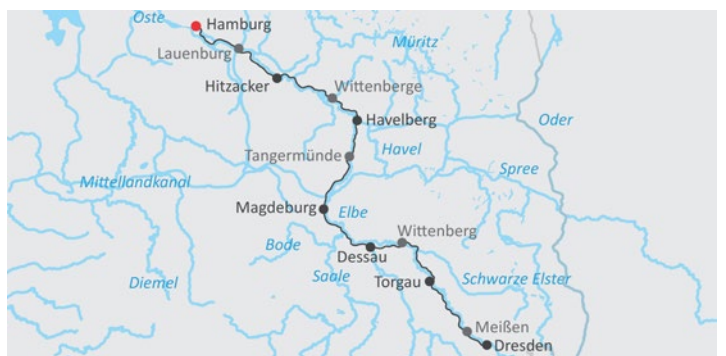 Oste
Hamburg
Lauenburg
Müritz
Hitzacker
Wittenberge
Havelberg
Oder
Tangermünde
Havel
Spree
Mittellandkanal
Magdeburg
Elbe
Wittenberg
Bode
Dessau
Saale
Schwarze Elster
Diemel
Torgau
Meißen
Dresden